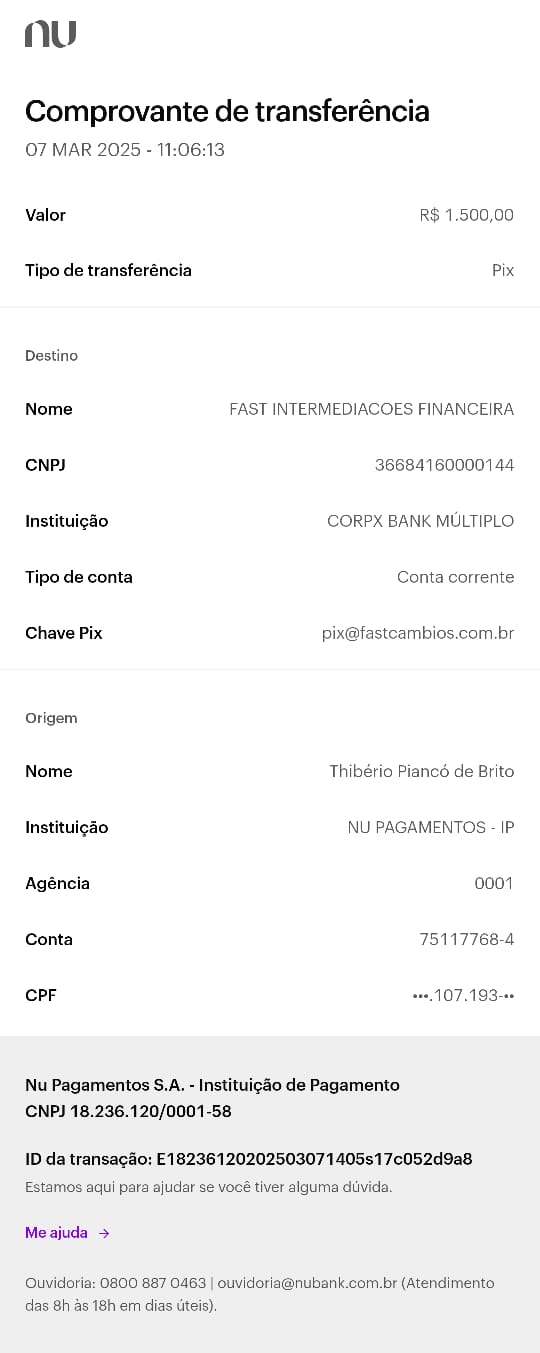 nu
Comprovante de transferência
07 MAR 2025 - 11:06:13
Valor R$ 1.500,00
Tipo de transferência Pix
Destino
Nome FAST INTERMEDIACOES FINANCEIRA
CNPJ 36684160000144
Instituição CORPX BANK MÚLTIPLO
Tipo de conta Conta corrente
Chave Pix pix@fastcambios.com.br
Origem
Nome Thibério Piancó de Brito
Instituição NU PAGAMENTOS - IP
Agência 0001
Conta 75117768-4
CPF •••.107.193-••
Nu Pagamentos S.A. - Instituição de Pagamento
CNPJ 18.236.120/0001-58
ID da transação: E18236120202503071405s17c052d9a8
Estamos aqui para ajudar se você tiver alguma dúvida.
Me ajuda →
Ouvidoria: 0800 887 0463 | ouvidoria@nubank.com.br (Atendimento
das 8h às 18h em dias úteis).